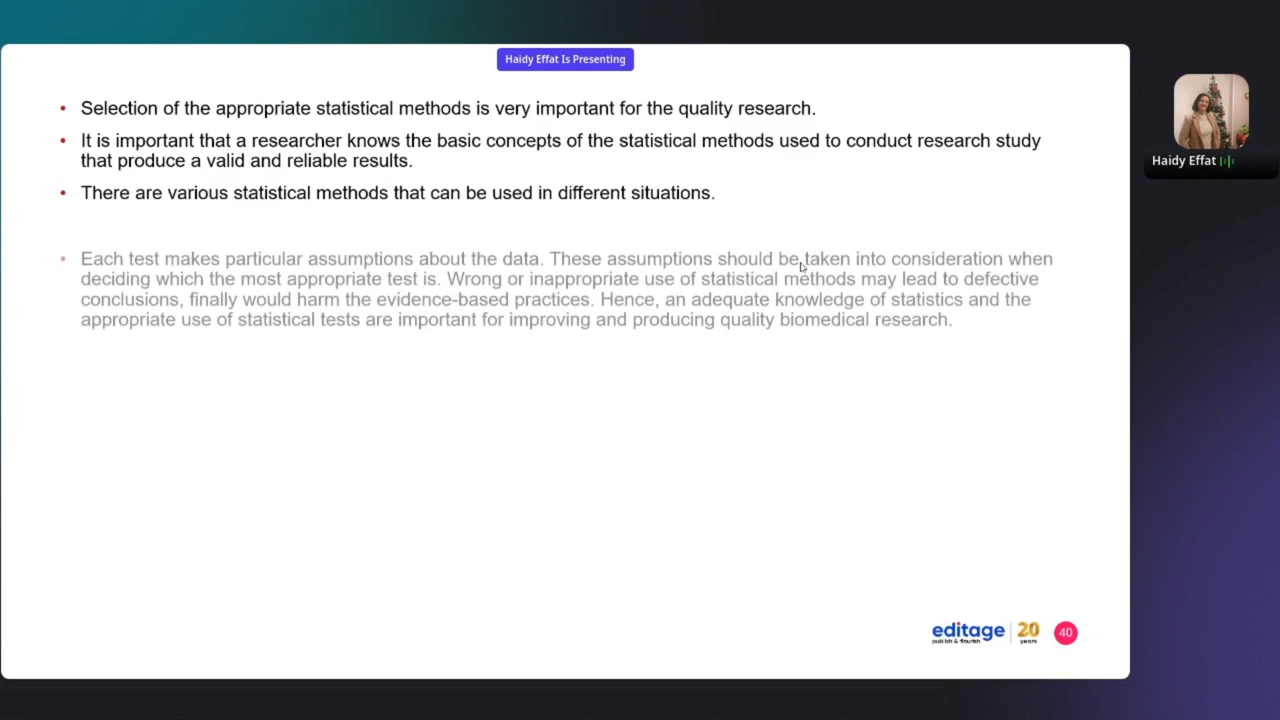 Haidy Effat Is Presenting
• Selection of the appropriate statistical methods is very important for the quality research.
• It is important that a researcher knows the basic concepts of the statistical methods used to conduct research study
that produce a valid and reliable results.
• There are various statistical methods that can be used in different situations.
• Each test makes particular assumptions about the data. These assumptions should be taken into consideration when
deciding which the most appropriate test is. Wrong or inappropriate use of statistical methods may lead to defective
conclusions, finally would harm the evidence-based practices. Hence, an adequate knowledge of statistics and the
appropriate use of statistical tests are important for improving and producing quality biomedical research.
Haidy Effat
editage
publish & flourish
20
years
40